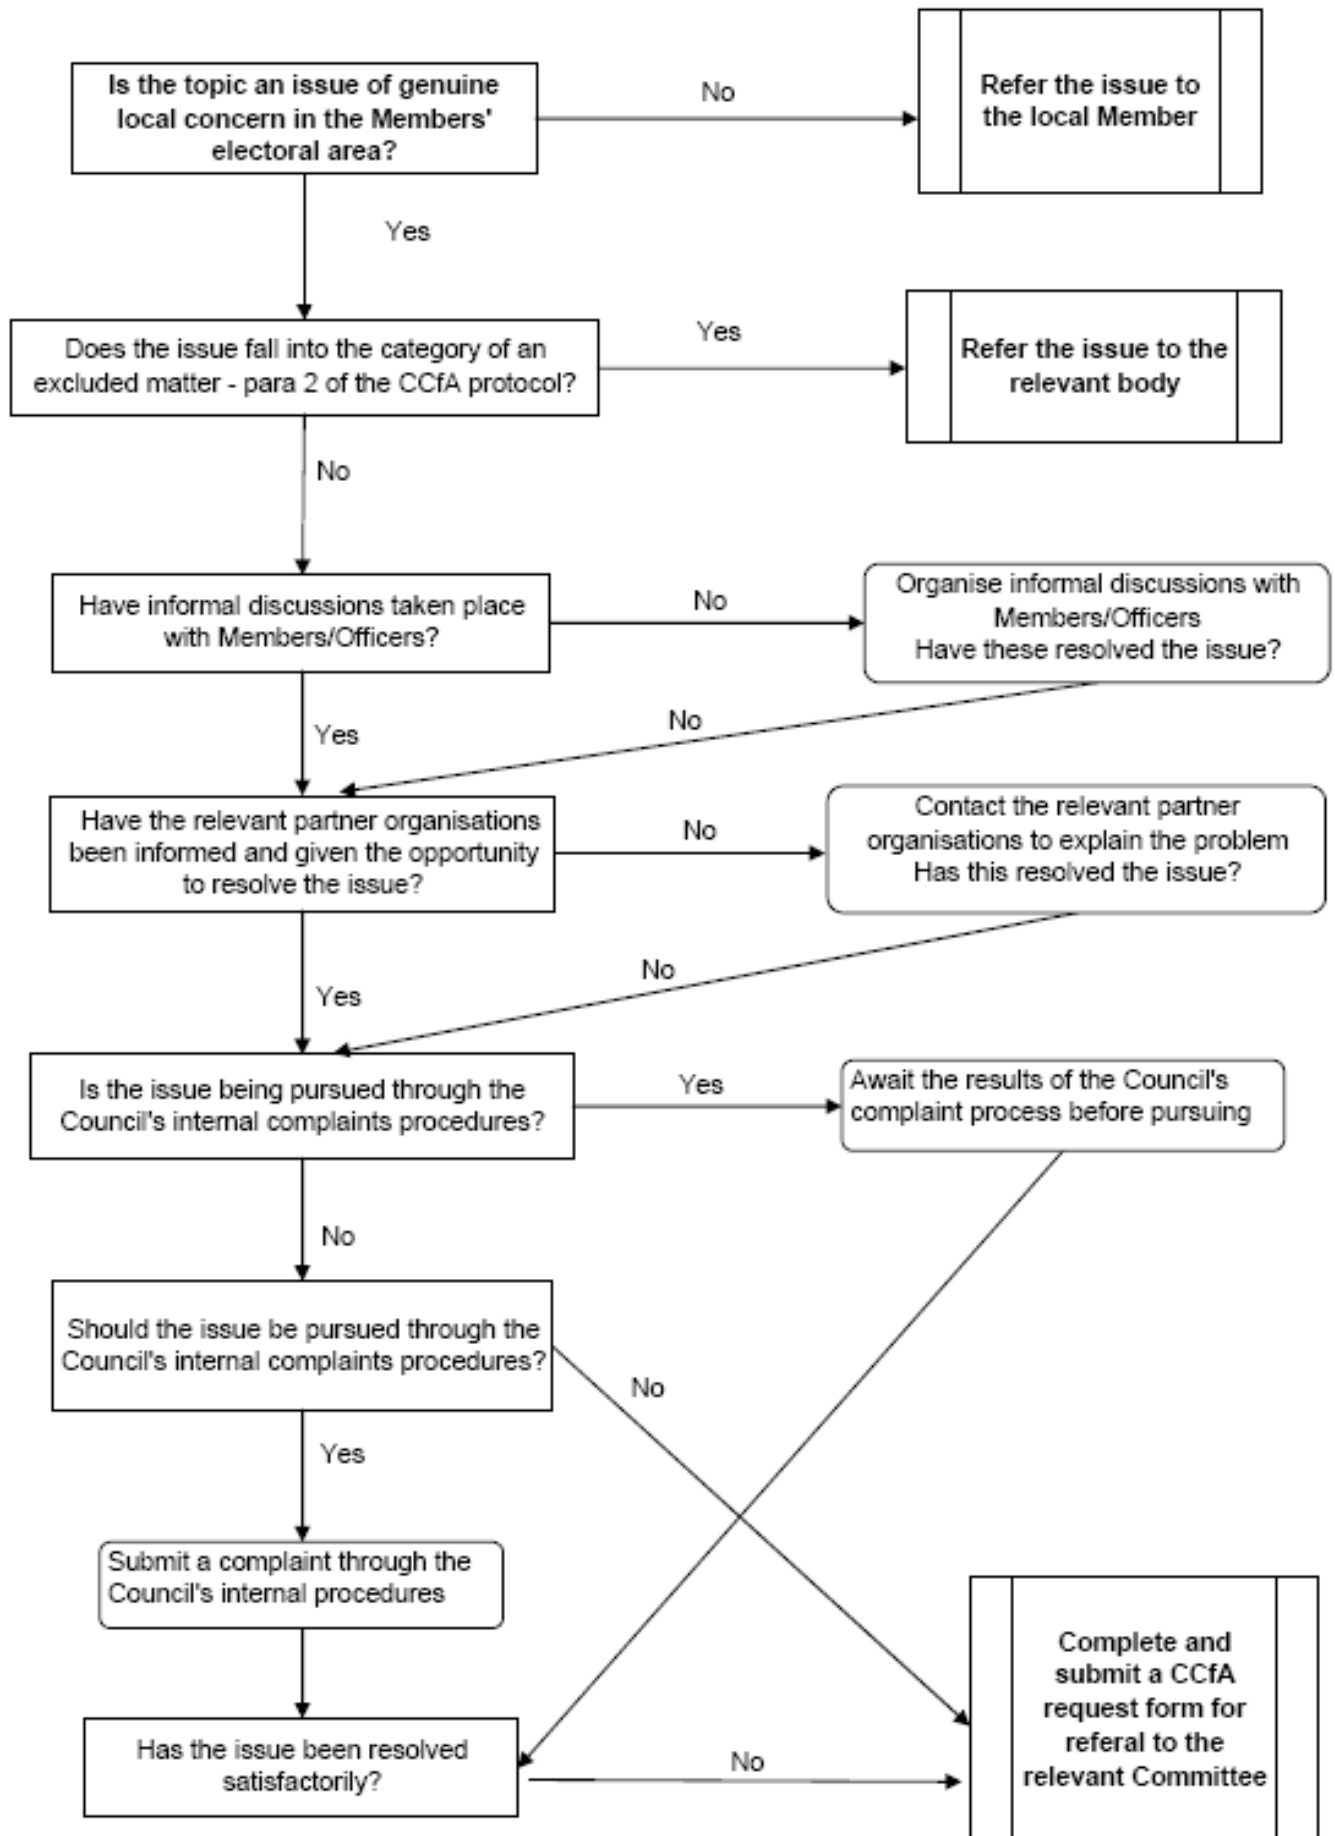 Is the topic an issue of genuine
local concern in the Members'
electoral area?
No
Refer the issue to
the local Member
Yes
Does the issue fall into the category of an
excluded matter - para 2 of the CCfA protocol?
Yes
Refer the issue to the
relevant body
No
Have informal discussions taken place
with Members/Officers?
No
Organise informal discussions with
Members/Officers
Have these resolved the issue?
Yes
No
Have the relevant partner organisations
been informed and given the opportunity
to resolve the issue?
No
Contact the relevant partner
organisations to explain the problem
Has this resolved the issue?
Yes
No
Is the issue being pursued through the
Council's internal complaints procedures?
Yes
Await the results of the Council's
complaint process before pursuing
No
Should the issue be pursued through the
Council's internal complaints procedures?
No
Yes
Submit a complaint through the
Council's internal procedures
Has the issue been resolved
satisfactorily?
No
Complete and
submit a CCfA
request form for
referal to the
relevant Committee